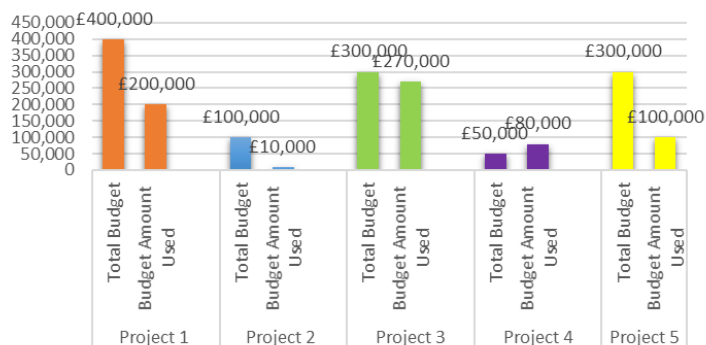 450,000
400,000
350,000
300,000
250,000
200,000
150,000
100,000
50,000
0
£400,000
£200,000
£100,000
£10,000
£300,000
£270,000
£50,000
£80,000
£300,000
£100,000
Total Budget
Budget Amount
Used
Total Budget
Budget Amount
Used
Total Budget
Budget Amount
Used
Total Budget
Budget Amount
Used
Total Budget
Budget Amount
Used
Project 1
Project 2
Project 3
Project 4
Project 5